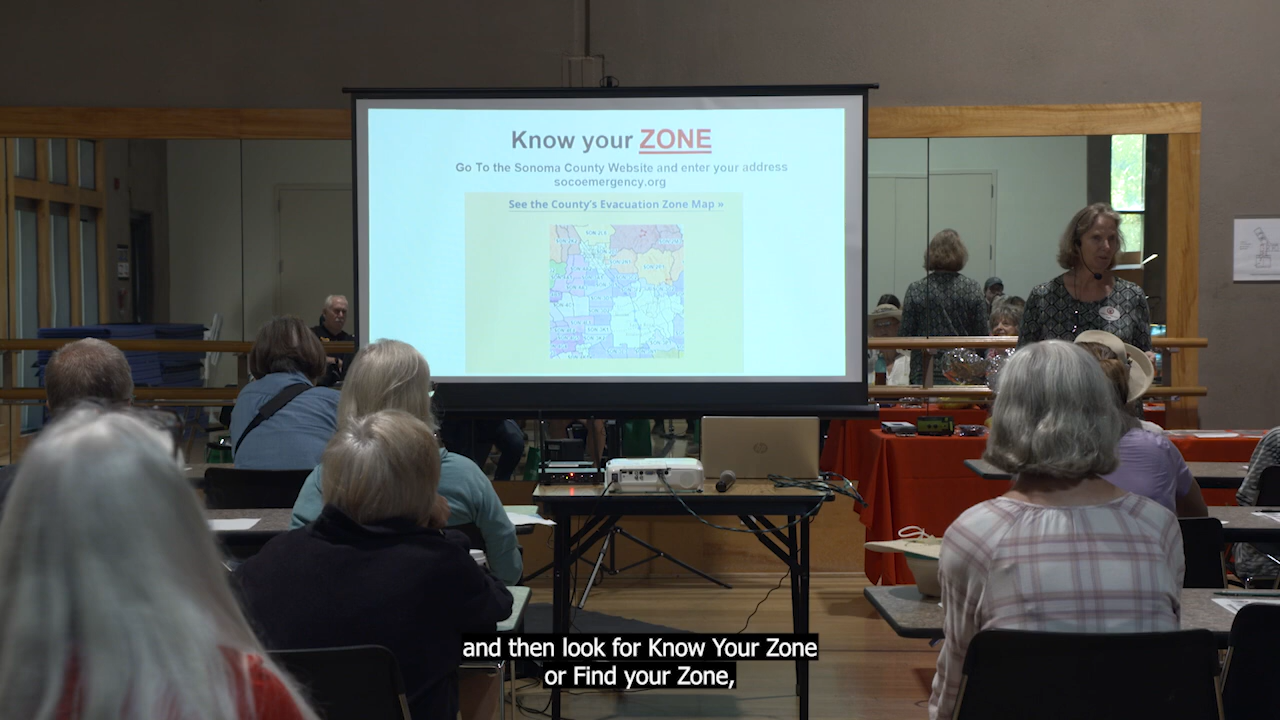 Know your ZONE
Go To the Sonoma County Website and enter your address
socoemergency.org
See the County's Evacuation Zone Map »
and then look for Know Your Zone
or Find your Zone,